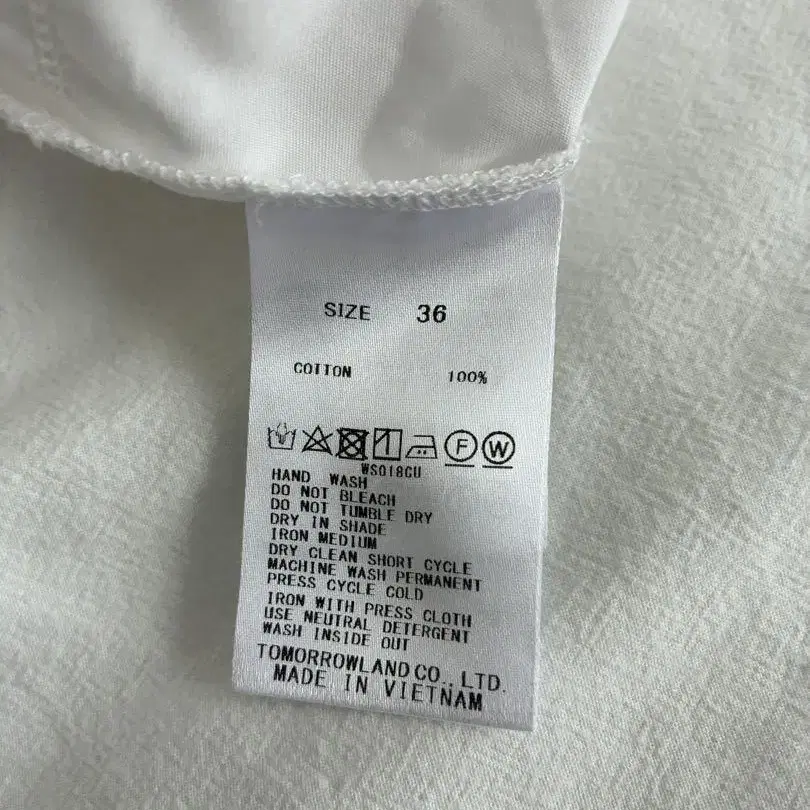 SIZE 36
COTTON 100%
F W
WS018GU
HAND WASH
DO NOT BLEACH
DO NOT TUMBLE DRY
DRY IN SHADE
IRON MEDIUM
DRY CLEAN SHORT CYCLE
MACHINE WASH PERMANENT
PRESS CYCLE COLD
IRON WITH PRESS CLOTH
USE NEUTRAL DETERGENT
WASH INSIDE OUT
TOMORROWLAND CO., LTD.
MADE IN VIETNAM